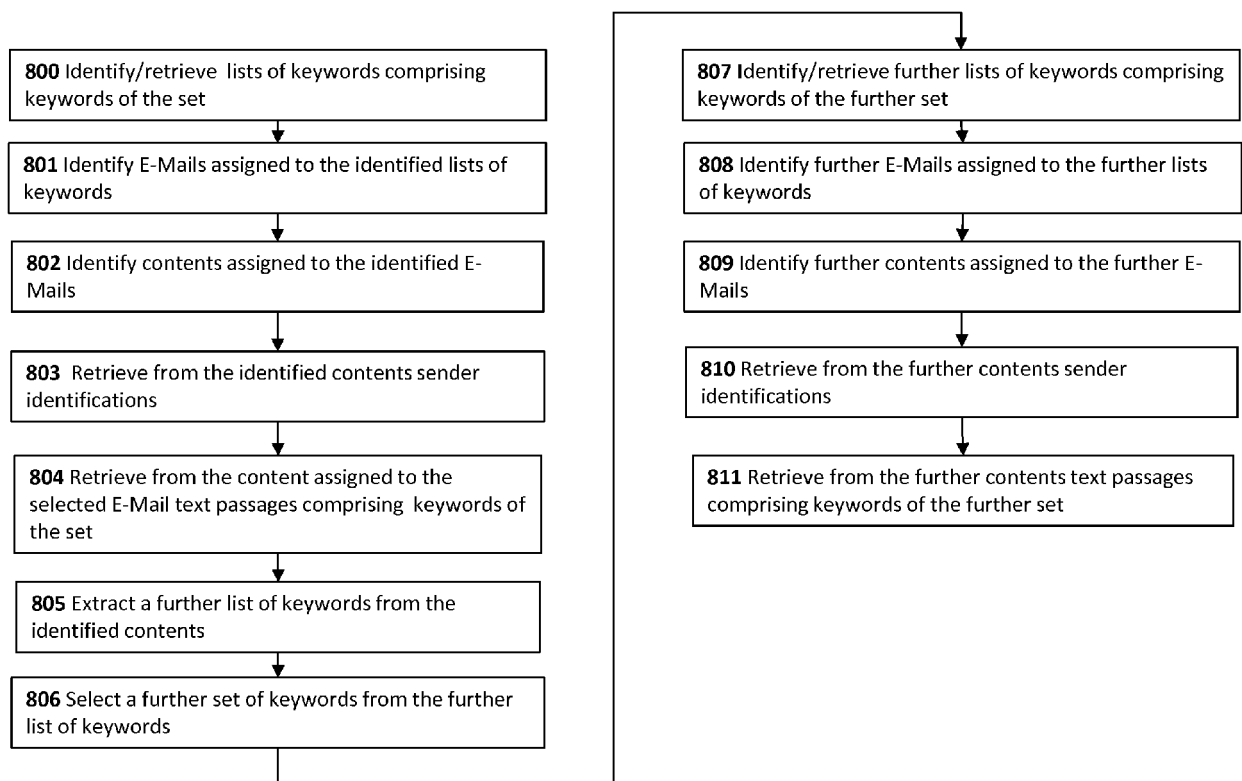 800 Identify/retrieve lists of keywords comprising
keywords of the set
801 Identify E-Mails assigned to the identified lists of
keywords
802 Identify contents assigned to the identified E-
Mails
803 Retrieve from the identified contents sender
identifications
804 Retrieve from the content assigned to the
selected E-Mail text passages comprising keywords of
the set
805 Extract a further list of keywords from the
identified contents
806 Select a further set of keywords from the further
list of keywords
807 Identify/retrieve further lists of keywords comprising
keywords of the further set
808 Identify further E-Mails assigned to the further lists
of keywords
809 Identify further contents assigned to the further E-
Mails
810 Retrieve from the further contents sender
identifications
811 Retrieve from the further contents text passages
comprising keywords of the further set